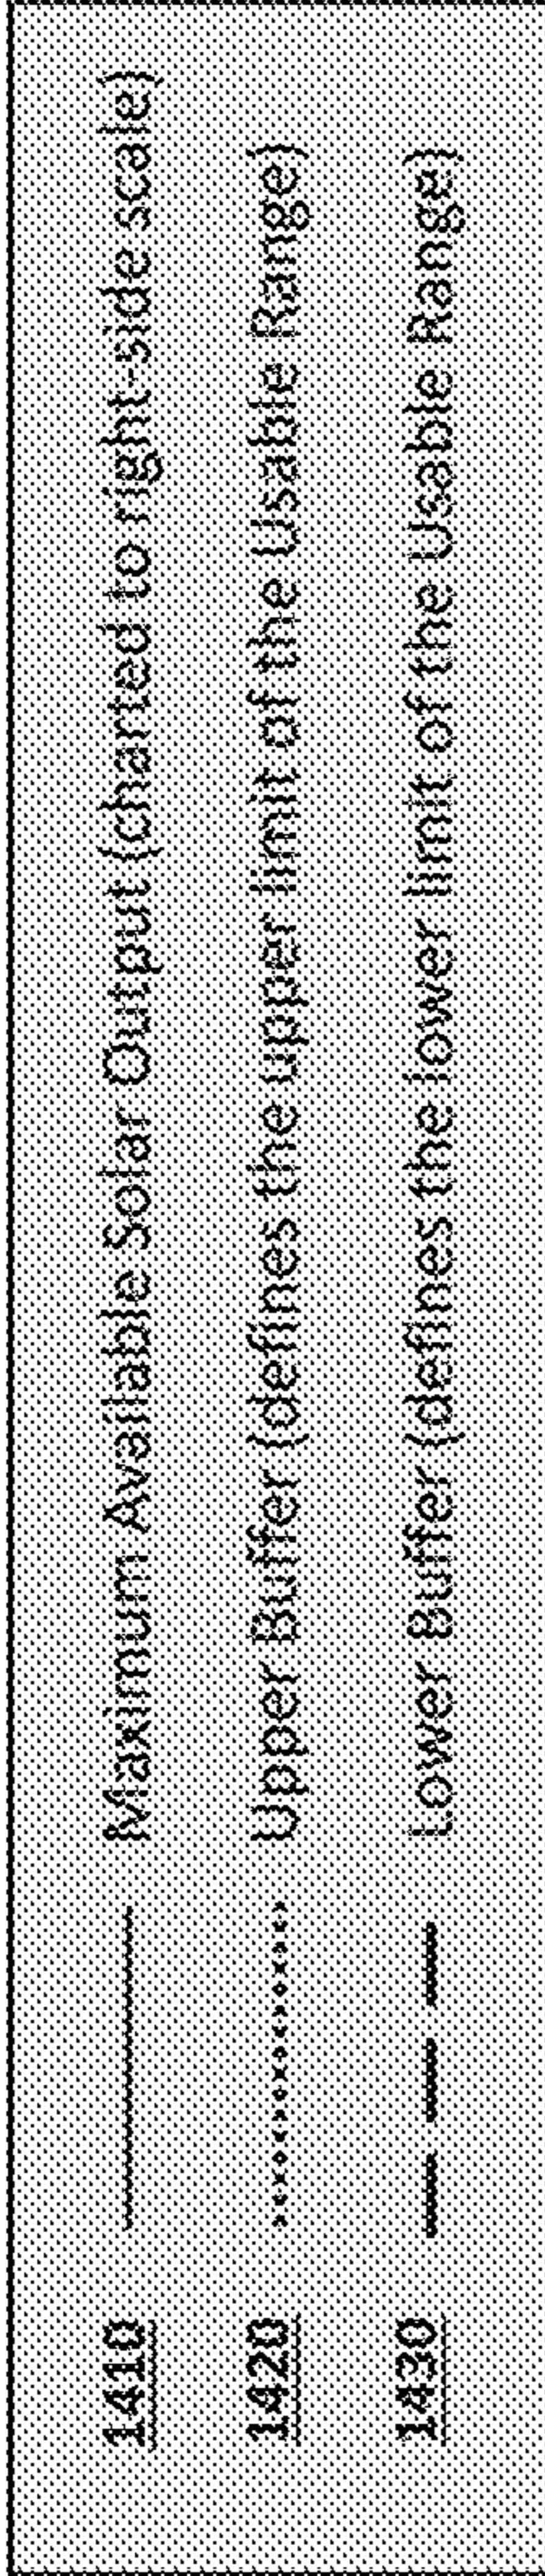 1410 Maximum Available Solar Output (charted to right-side scale)
1420 Upper Buffer (defines the upper limit of the Usable Range)
1430 Lower Buffer (defines the lower limit of the Usable Range)